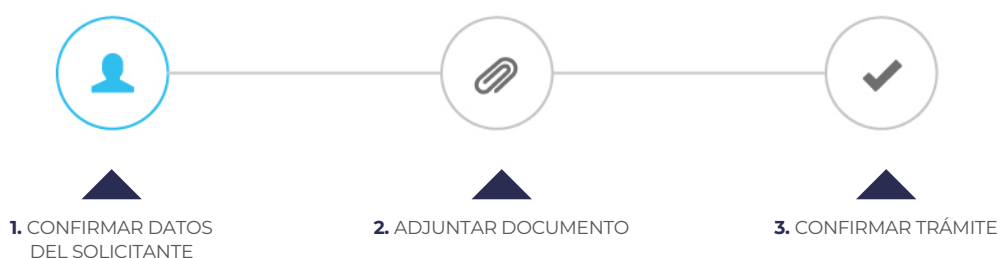 1. CONFIRMAR DATOS
DEL SOLICITANTE
2. ADJUNTAR DOCUMENTO
3. CONFIRMAR TRÁMITE